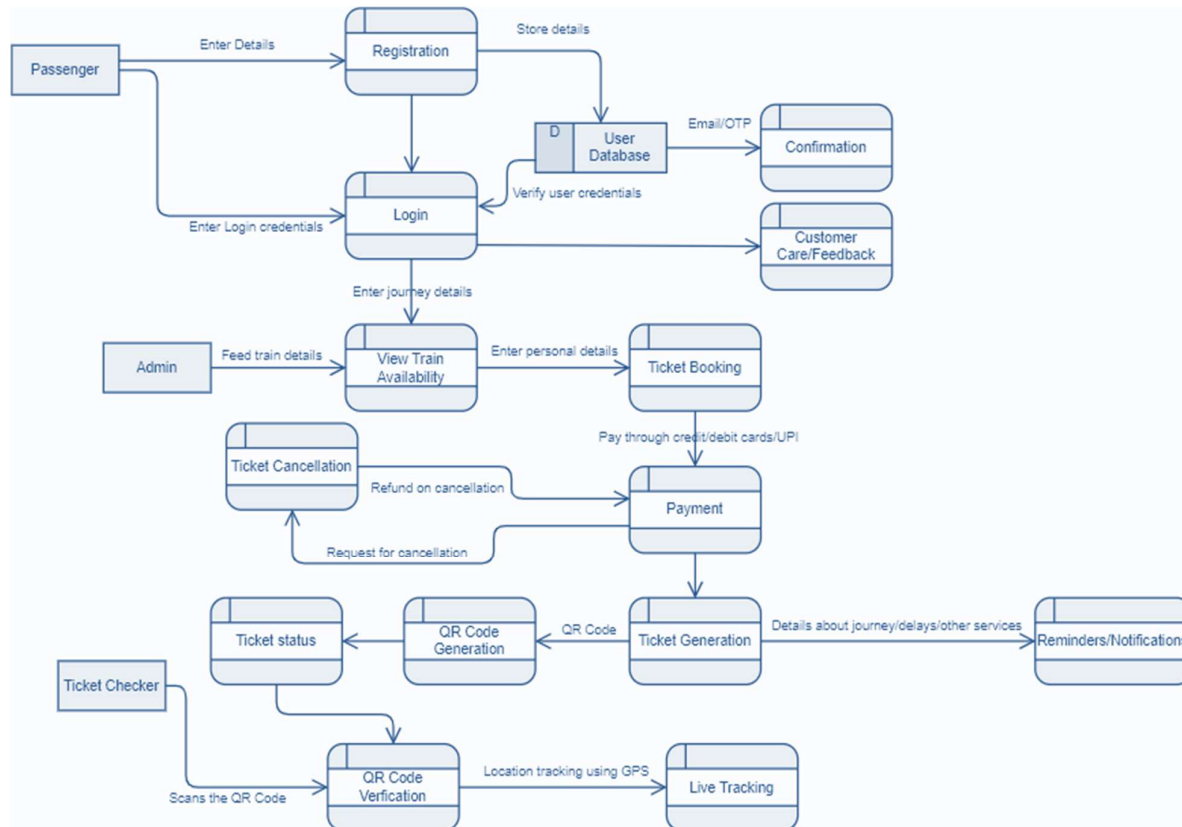 Store details
Enter Details
Registration
Passenger
D
User
Database
Email/OTP
Confirmation
Verify user credentials
Login
Enter Login credentials
Customer
Care/Feedback
Enter journey details
Admin
Feed train details
View Train
Availability
Enter personal details
Ticket Booking
Pay through credit/debit cards/UPI
Ticket Cancellation
Refund on cancellation
Payment
Request for cancellation
Ticket status
QR Code
Generation
QR Code
Ticket Generation
Details about journey/delays/other services
Reminders/Notifications
Ticket Checker
Scans the QR Code
QR Code
Verfication
Location tracking using GPS
Live Tracking